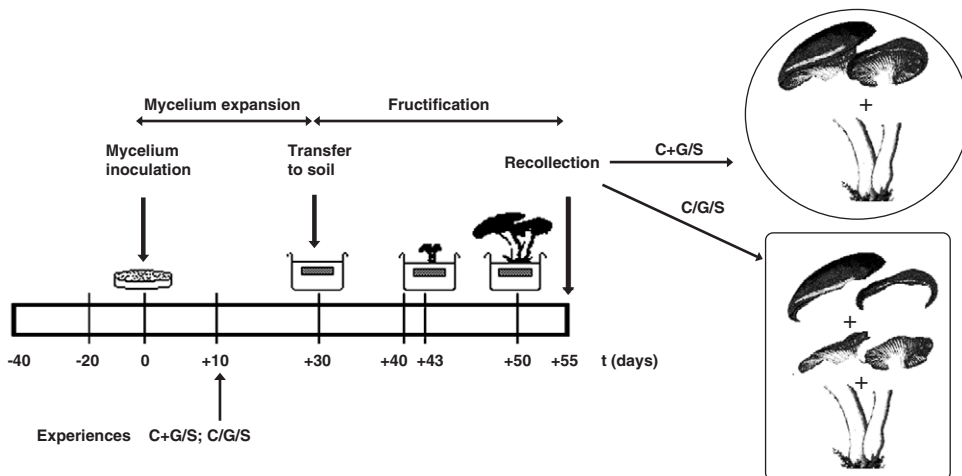 Mycelium expansion
Fructification
Mycelium
inoculation
Transfer
to soil
Recollection
C+G/S
C/G/S
+
+
+
-40
-20
0
+10
+30
+40
+43
+50
+55
t (days)
Experiences C+G/S; C/G/S